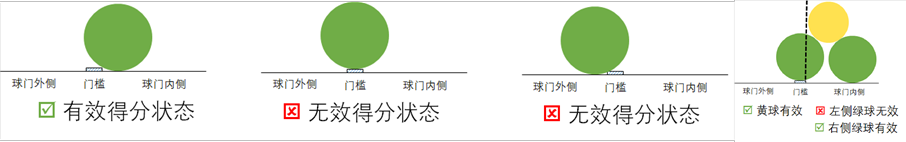 球门外侧 门槛 球门内侧
☑ 有效得分状态
球门外侧 门槛 球门内侧
☒ 无效得分状态
球门外侧 门槛 球门内侧
☒ 无效得分状态
球门外侧 门槛 球门内侧
☑ 黄球有效 ☒ 左侧绿球无效
☑ 右侧绿球有效